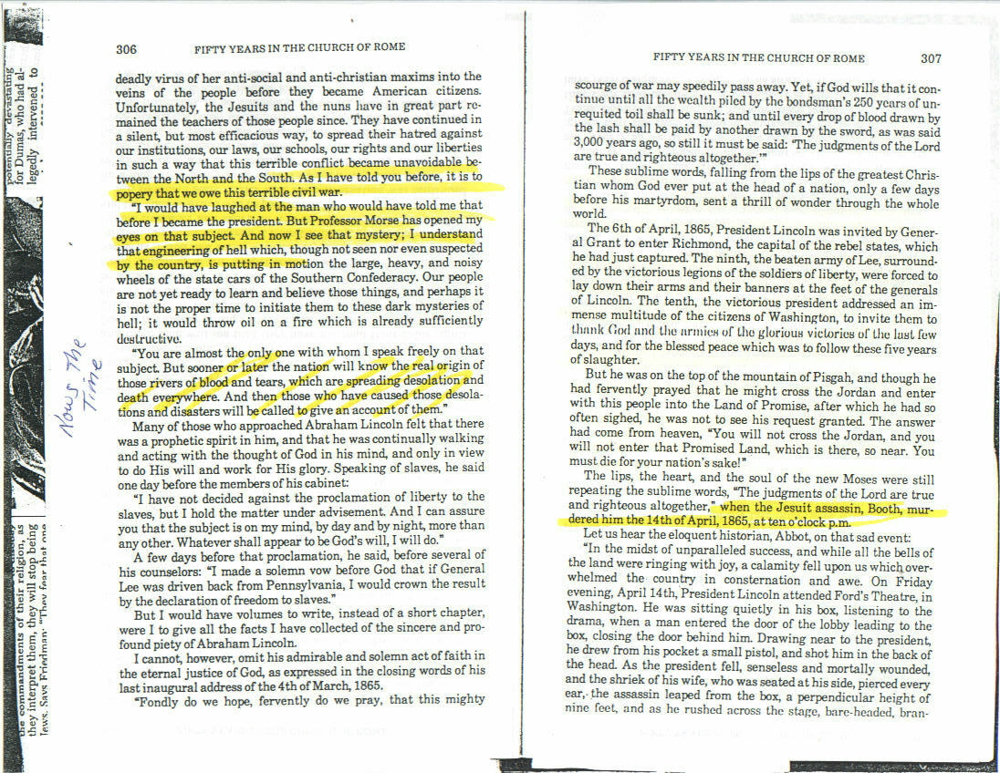 potentially devastating
for Dumas, who had al-
legedly intervened to
Nows The
Time
the commandments of their religion, as
they interpret them, they will stop being
Jews. Says Friedman: "They fear that one
306
FIFTY YEARS IN THE CHURCH OF ROME
deadly virus of her anti-social and anti-christian maxims into the
veins of the people before they became American citizens.
Unfortunately, the Jesuits and the nuns have in great part re-
mained the teachers of those people since. They have continued in
a silent, but most efficacious way, to spread their hatred against
our institutions, our laws, our schools, our rights and our liberties
in such a way that this terrible conflict became unavoidable be-
tween the North and the South. As I have told you before, it is to
popery that we owe this terrible civil war.
"I would have laughed at the man who would have told me that
before I became the president. But Professor Morse has opened my
eyes on that subject. And now I see that mystery; I understand
that engineering of hell which, though not seen nor even suspected
by the country, is putting in motion the large, heavy, and noisy
wheels of the state cars of the Southern Confederacy. Our people
are not yet ready to learn and believe those things, and perhaps it
is not the proper time to initiate them to these dark mysteries of
hell; it would throw oil on a fire which is already sufficiently
destructive.
"You are almost the only one with whom I speak freely on that
subject. But sooner or later the nation will know the real origin of
those rivers of blood and tears, which are spreading desolation and
death everywhere. And then those who have caused those desola-
tions and disasters will be called to give an account of them."
Many of those who approached Abraham Lincoln felt that there
was a prophetic spirit in him, and that he was continually walking
and acting with the thought of God in his mind, and only in view
to do His will and work for His glory. Speaking of slaves, he said
one day before the members of his cabinet:
"I have not decided against the proclamation of liberty to the
slaves, but I hold the matter under advisement. And I can assure
you that the subject is on my mind, by day and by night, more than
any other. Whatever shall appear to be God's will, I will do."
A few days before that proclamation, he said, before several of
his counselors: "I made a solemn vow before God that if General
Lee was driven back from Pennsylvania, I would crown the result
by the declaration of freedom to slaves."
But I would have volumes to write, instead of a short chapter,
were I to give all the facts I have collected of the sincere and pro-
found piety of Abraham Lincoln.
I cannot, however, omit his admirable and solemn act of faith in
the eternal justice of God, as expressed in the closing words of his
last inaugural address of the 4th of March, 1865.
"Fondly do we hope, fervently do we pray, that this mighty
FIFTY YEARS IN THE CHURCH OF ROME
307
scourge of war may speedily pass away. Yet, if God wills that it con-
tinue until all the wealth piled by the bondsman's 250 years of un-
requited toil shall be sunk; and until every drop of blood drawn by
the lash shall be paid by another drawn by the sword, as was said
3,000 years ago, so still it must be said: 'The judgments of the Lord
are true and righteous altogether.'"
These sublime words, falling from the lips of the greatest Chris-
tian whom God ever put at the head of a nation, only a few days
before his martyrdom, sent a thrill of wonder through the whole
world.
The 6th of April, 1865, President Lincoln was invited by Gener-
al Grant to enter Richmond, the capital of the rebel states, which
he had just captured. The ninth, the beaten army of Lee, surround-
ed by the victorious legions of the soldiers of liberty, were forced to
lay down their arms and their banners at the feet of the generals
of Lincoln. The tenth, the victorious president addressed an im-
mense multitude of the citizens of Washington, to invite them to
thank God and the armies of the glorious victories of the last few
days, and for the blessed peace which was to follow these five years
of slaughter.
But he was on the top of the mountain of Pisgah, and though he
had fervently prayed that he might cross the Jordan and enter
with this people into the Land of Promise, after which he had so
often sighed, he was not to see his request granted. The answer
had come from heaven, "You will not cross the Jordan, and you
will not enter that Promised Land, which is there, so near. You
must die for your nation's sake!"
The lips, the heart, and the soul of the new Moses were still
repeating the sublime words, "The judgments of the Lord are true
and righteous altogether," when the Jesuit assassin, Booth, mur-
dered him the 14th of April, 1865, at ten o'clock p.m.
Let us hear the eloquent historian, Abbot, on that sad event:
"In the midst of unparalleled success, and while all the bells of
the land were ringing with joy, a calamity fell upon us which over-
whelmed the country in consternation and awe. On Friday
evening, April 14th, President Lincoln attended Ford's Theatre, in
Washington. He was sitting quietly in his box, listening to the
drama, when a man entered the door of the lobby leading to the
box, closing the door behind him. Drawing near to the president,
he drew from his pocket a small pistol, and shot him in the back of
the head. As the president fell, senseless and mortally wounded,
and the shriek of his wife, who was seated at his side, pierced every
ear, the assassin leaped from the box, a perpendicular height of
nine feet, and as he rushed across the stage, bare-headed, bran-